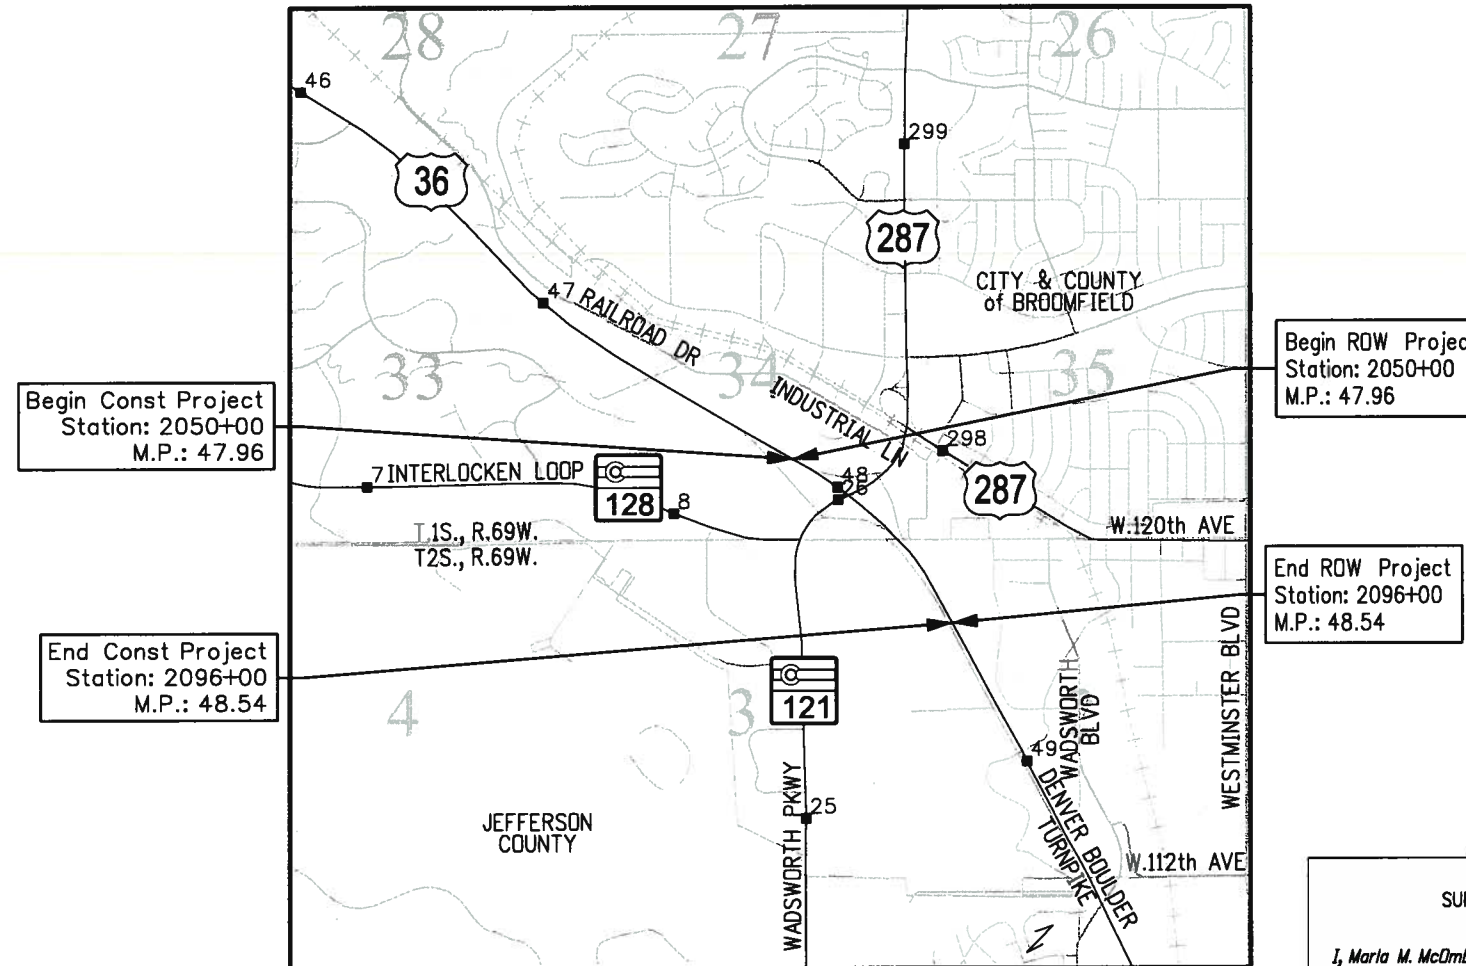 28
27
26
46
299
36
287
CITY & COUNTY
of BROOMFIELD
47
RAILROAD DR
33
34
35
Begin ROW Projec
Station: 2050+00
M.P.: 47.96
Begin Const Project
Station: 2050+00
M.P.: 47.96
INDUSTRIAL LN
298
7
INTERLOCKEN LOOP
128
8
48
26
287
W.120th AVE
T.1S., R.69W.
T2S., R.69W.
End ROW Project
Station: 2096+00
M.P.: 48.54
End Const Project
Station: 2096+00
M.P.: 48.54
4
3
121
WADSWORTH
BLVD
WESTMINSTER BLVD
49
DENVER BOULDER
TURNPIKE
WADSWORTH PKWY
25
JEFFERSON
COUNTY
W.112th AVE
I, Marla M. McOm